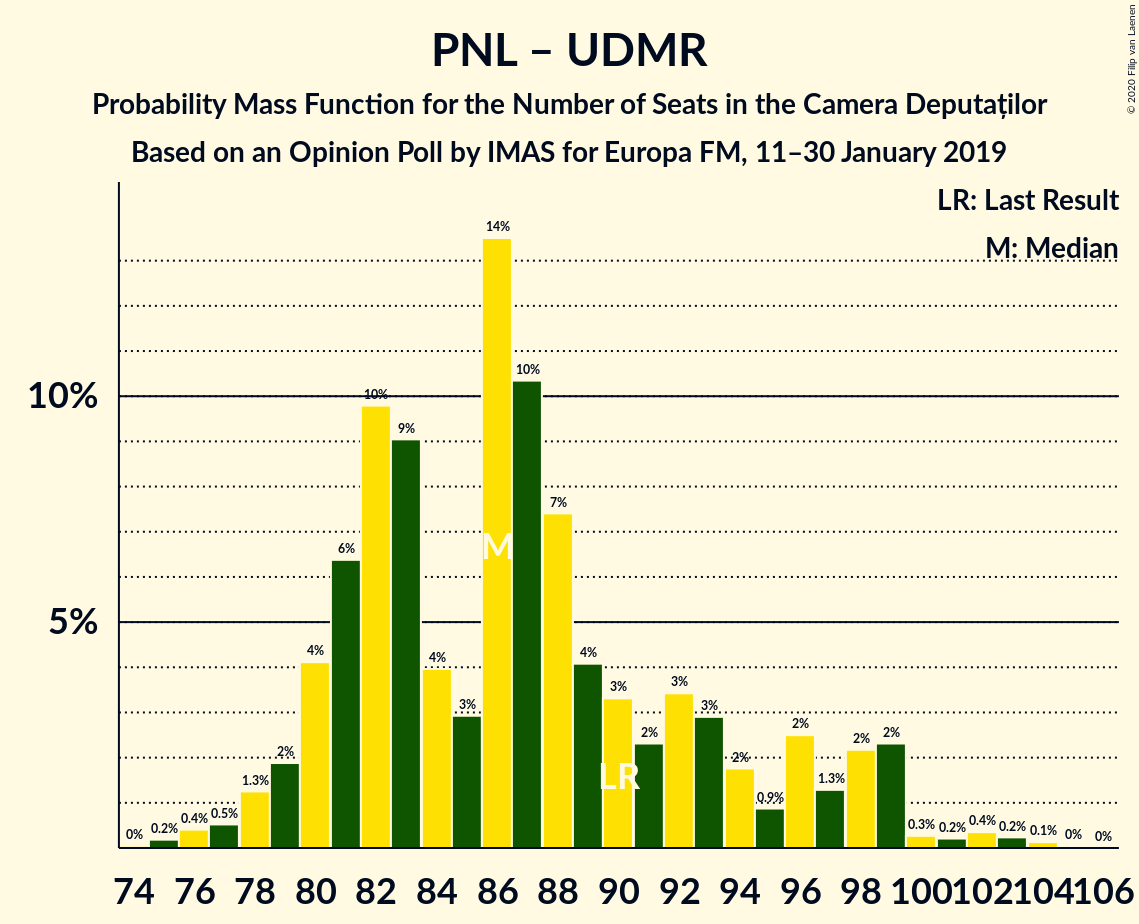 PNL – UDMR
Probability Mass Function for the Number of Seats in the Camera Deputaților
Based on an Opinion Poll by IMAS for Europa FM, 11–30 January 2019
© 2020 Filip van Laenen
LR: Last Result
M: Median
10%
5%
0% 0.2% 0.4% 0.5% 1.3% 2% 4% 6% 10% 9% 4% 3% 14% 10% 7% 4% 3% 2% 3% 3% 2% 0.9% 2% 1.3% 2% 2% 0.3% 0.2% 0.4% 0.2% 0.1% 0% 0%
M
LR
74 76 78 80 82 84 86 88 90 92 94 96 98 100 102 104 106